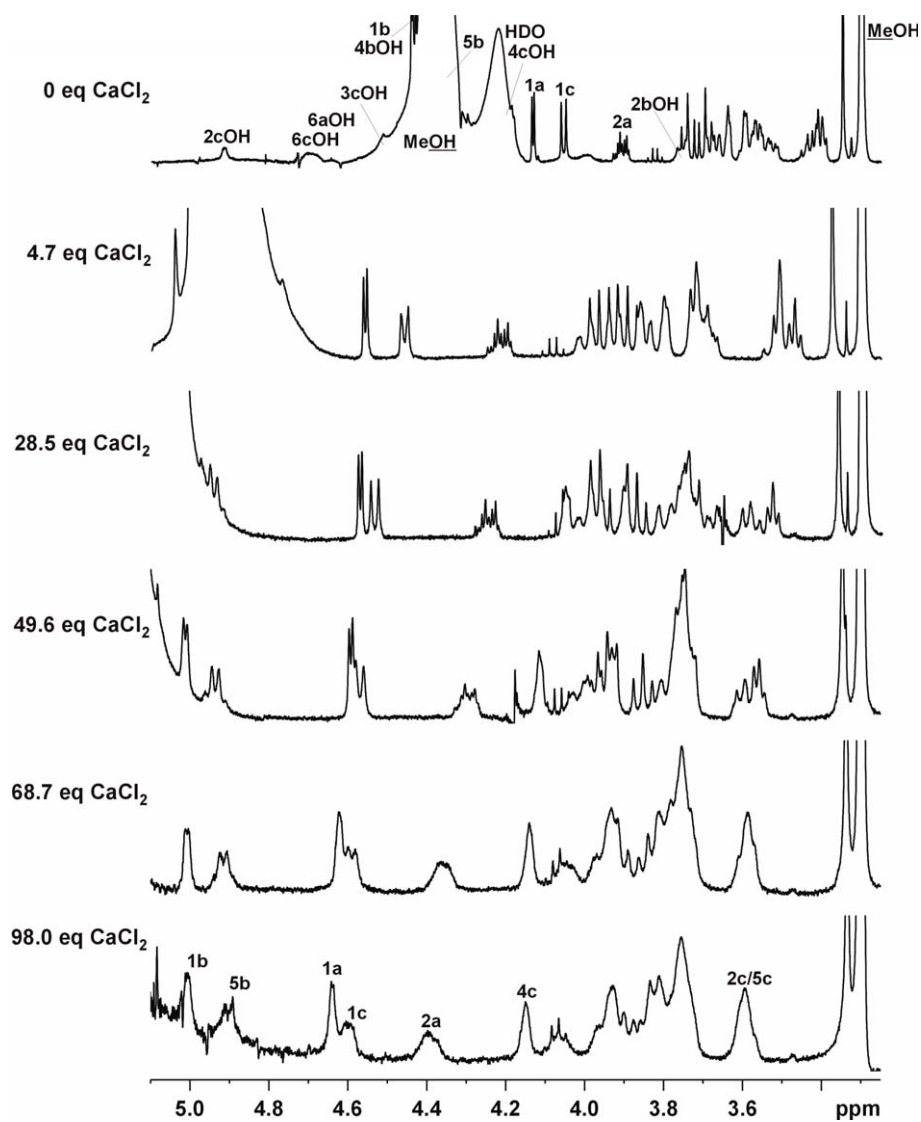 1b
4bOH
5b
HDO
4cOH
MeOH
0 eq CaCl2
3cOH
6aOH
2cOH
6cOH
MeOH
1a
1c
2bOH
2a
4.7 eq CaCl2
28.5 eq CaCl2
49.6 eq CaCl2
68.7 eq CaCl2
98.0 eq CaCl2
1b
5b
1a
1c
2a
4c
2c/5c
5.0 4.8 4.6 4.4 4.2 4.0 3.8 3.6 ppm